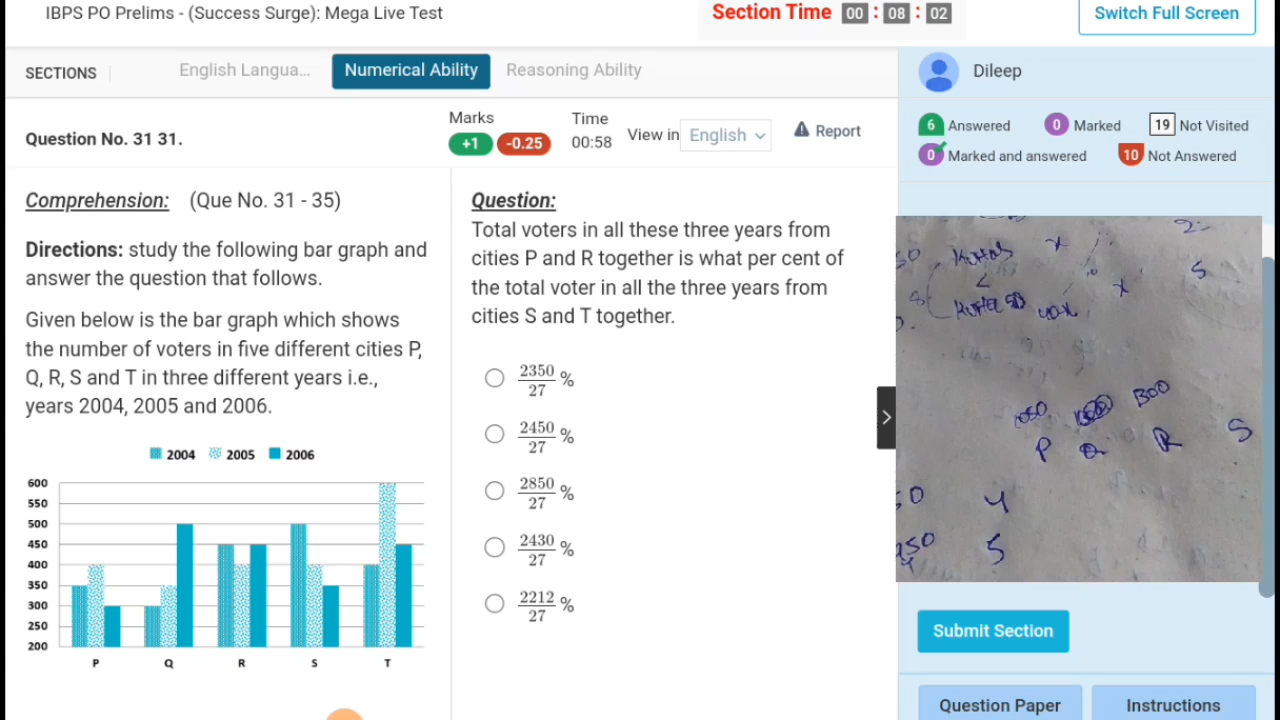 IBPS PO Prelims - (Success Surge): Mega Live Test
Section Time 00 : 08 : 02
Switch Full Screen
SECTIONS
English Langua...
Numerical Ability
Reasoning Ability
Dileep
Question No. 31 31.
Marks
+1 -0.25
Time
00:58
View in English
Report
6 Answered
0 Marked
19 Not Visited
0 Marked and answered
10 Not Answered
Comprehension: (Que No. 31 - 35)
Directions: study the following bar graph and
answer the question that follows.
Given below is the bar graph which shows
the number of voters in five different cities P,
Q, R, S and T in three different years i.e.,
years 2004, 2005 and 2006.
2004 2005 2006
600
550
500
450
400
350
300
250
200
P Q R S T
Question:
Total voters in all these three years from
cities P and R together is what per cent of
the total voter in all the three years from
cities S and T together.
2350/27 %
2450/27 %
2850/27 %
2430/27 %
2212/27 %
5
1050 1300
P Q R S
50 4
5
Submit Section
Question Paper
Instructions